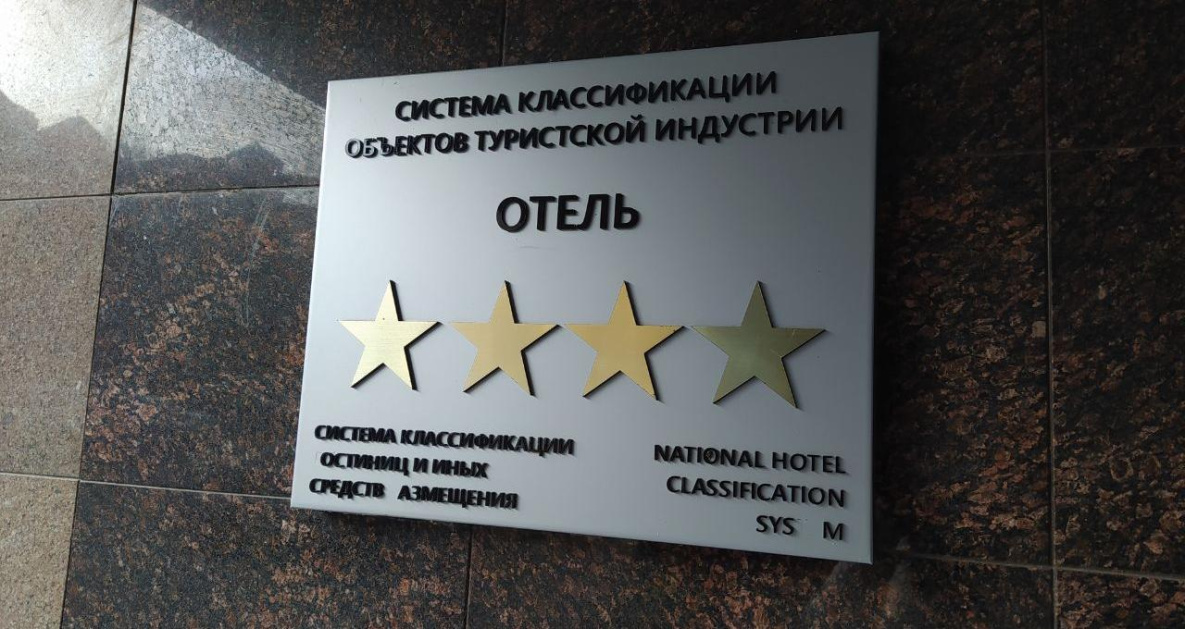 СИСТЕМА КЛАССИФИКАЦИИ
ОБЪЕКТОВ ТУРИСТСКОЙ ИНДУСТРИИ
ОТЕЛЬ
СИСТЕМА КЛАССИФИКАЦИИ
ОСТИНИЦ И ИНЫХ
СРЕДСТВ АЗМЕЩЕНИЯ
NATIONAL HOTEL
CLASSIFICATION
SYS M